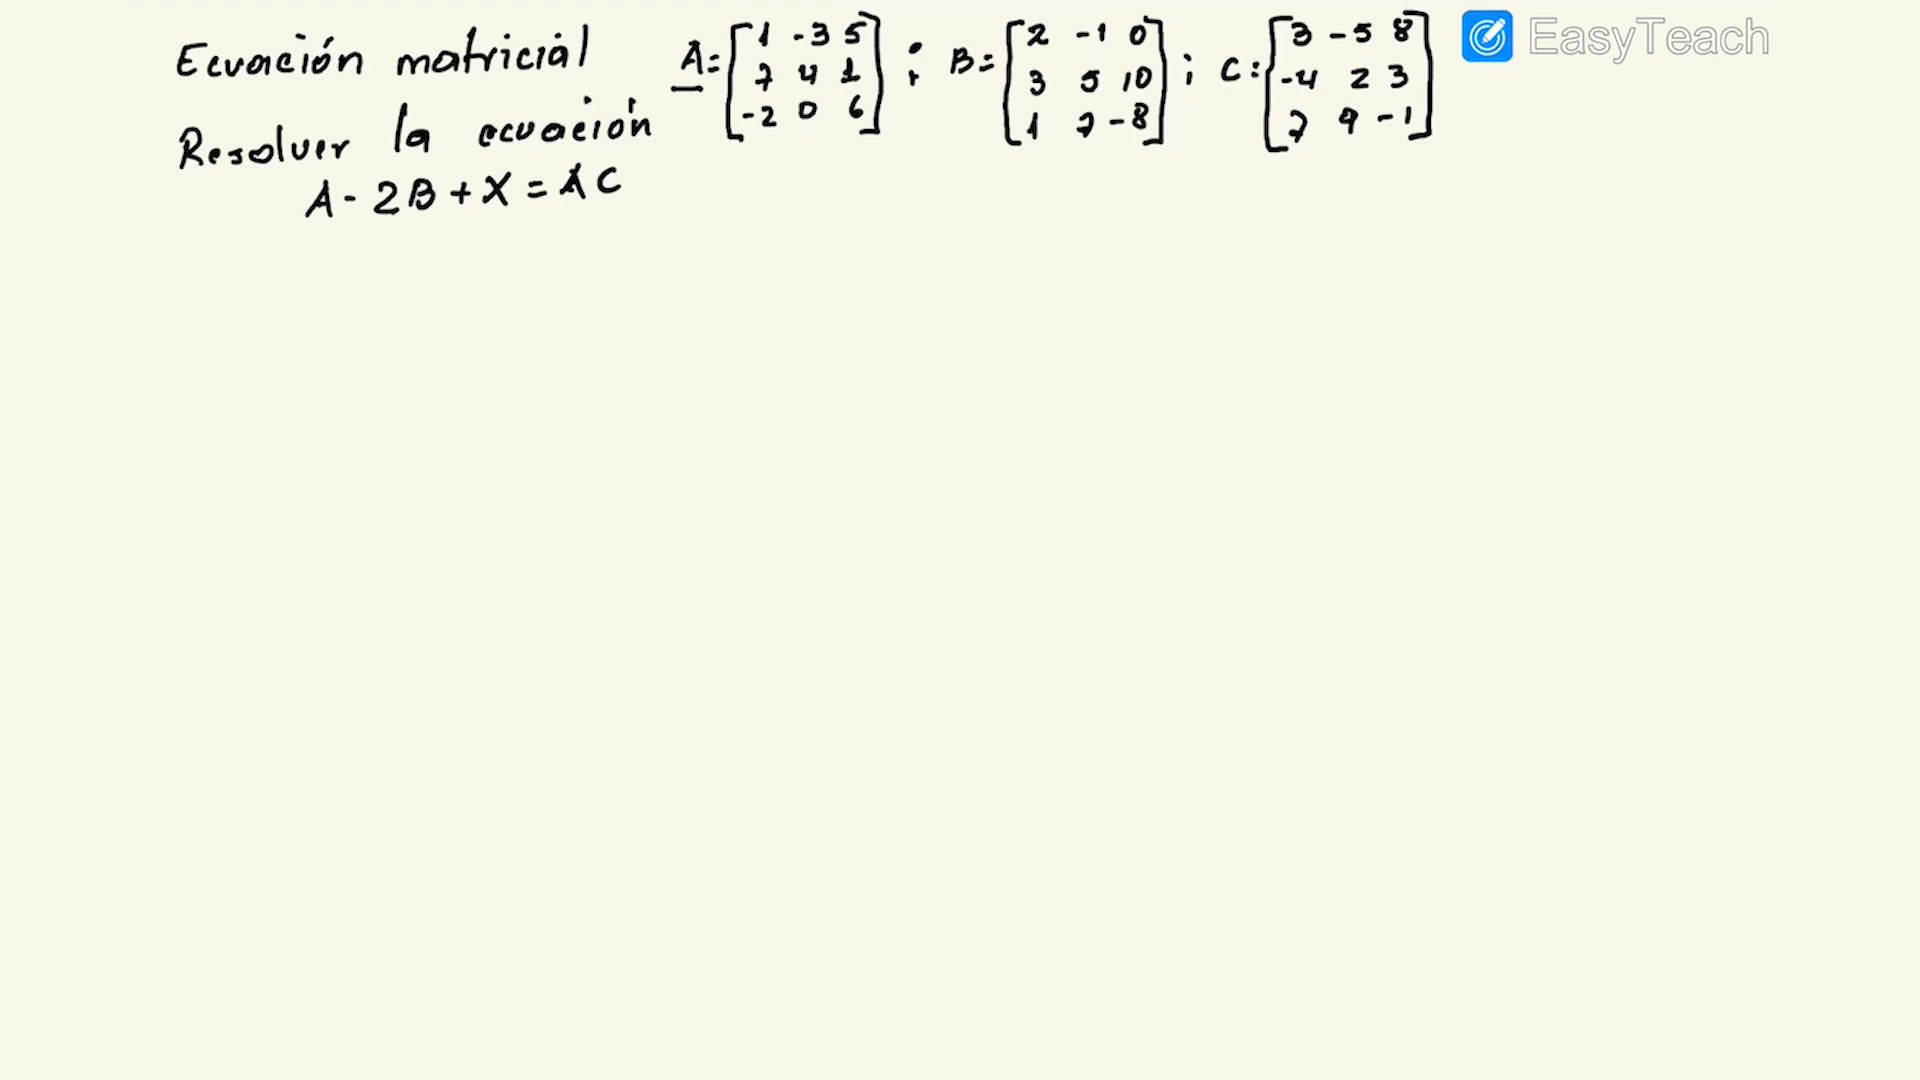 Ecuación matricial A = [1 -3 5; 7 4 1; -2 0 6] ; B = [2 -1 0; 3 5 10; 1 7 -8] ; C = [3 -5 8; -4 2 3; 7 9 -1]
Resolver la ecuación
A - 2B + X = AC
EasyTeach